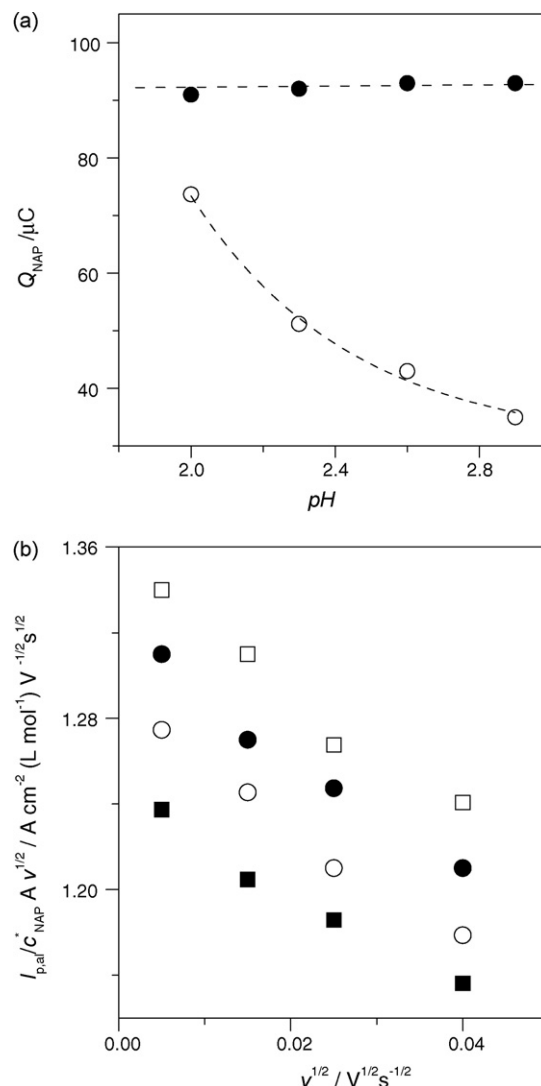 (a)
100
80
60
40
Q_NAP /μC
2.0 2.4 2.8
pH
(b)
1.36
1.28
1.20
I_p,aI/c*_NAP A v^1/2 / A cm^-2 (L mol^-1) V^-1/2 s^1/2
0.00 0.02 0.04
v^1/2 / V^1/2 s^-1/2